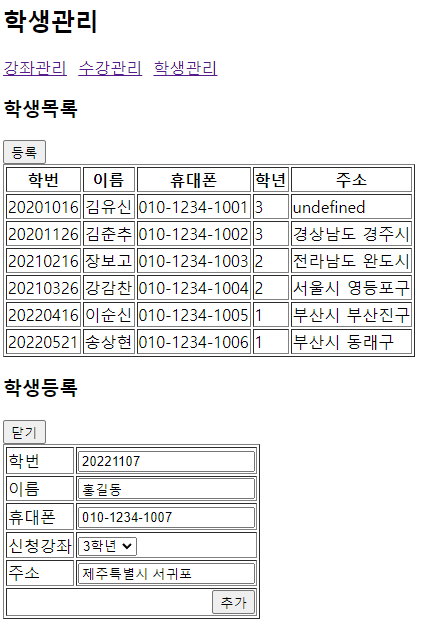 학생관리
강좌관리 수강관리 학생관리
학생목록
등록
학번 이름 휴대폰 학년 주소
20201016 김유신 010-1234-1001 3 undefined
20201126 김춘추 010-1234-1002 3 경상남도 경주시
20210216 장보고 010-1234-1003 2 전라남도 완도시
20210326 강감찬 010-1234-1004 2 서울시 영등포구
20220416 이순신 010-1234-1005 1 부산시 부산진구
20220521 송상현 010-1234-1006 1 부산시 동래구
학생등록
닫기
학번 20221107
이름 홍길동
휴대폰 010-1234-1007
신청강좌 3학년
주소 제주특별시 서귀포
추가